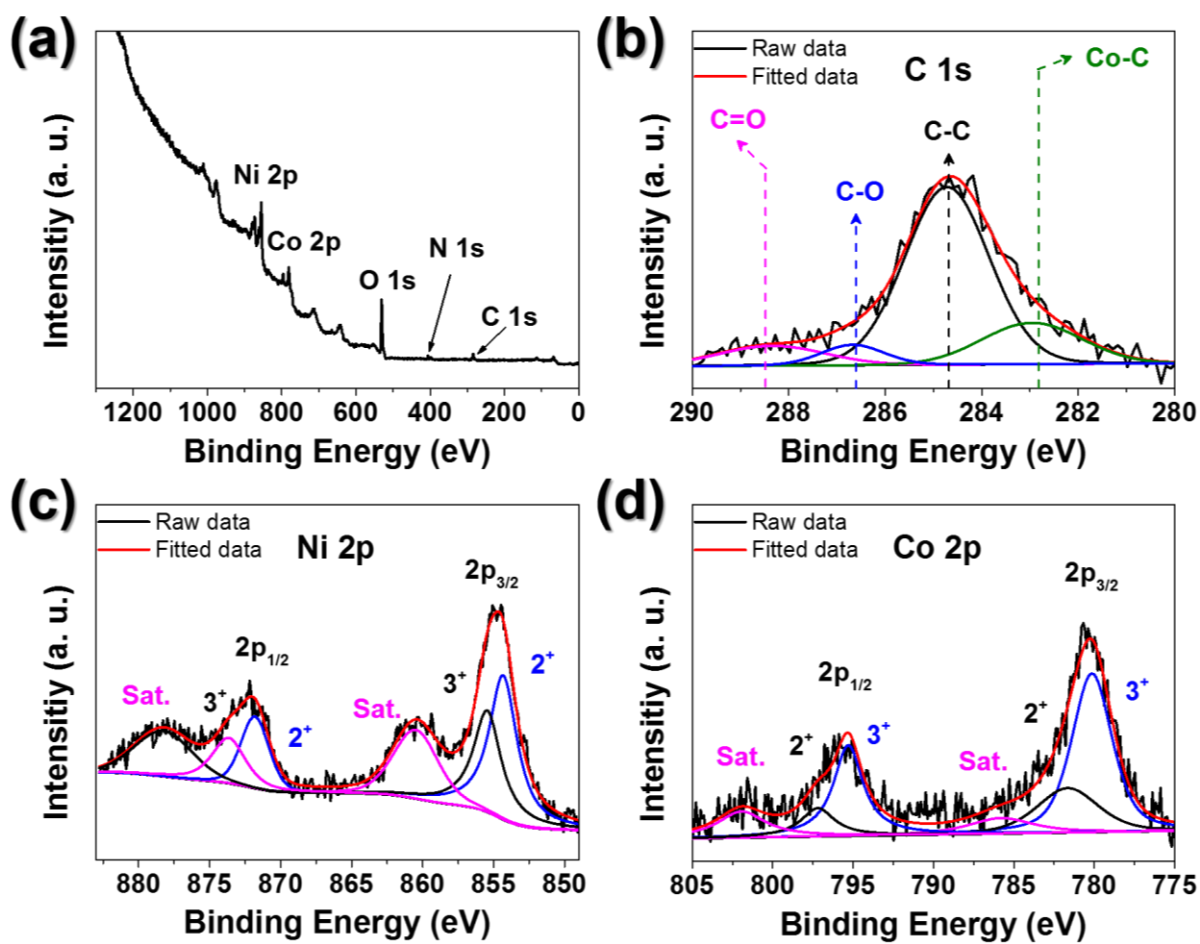 (a)
Intensitiy (a. u.)
Ni 2p
Co 2p
O 1s
N 1s
C 1s
1200 1000 800 600 400 200 0
Binding Energy (eV)
(b)
Intensitiy (a. u.)
Raw data
Fitted data
C 1s
Co-C
C=O
C-C
C-O
290 288 286 284 282 280
Binding Energy (eV)
(c)
Intensitiy (a. u.)
Raw data
Fitted data
Ni 2p
2p3/2
2p1/2
3+
2+
Sat.
3+
2+
Sat.
880 875 870 865 860 855 850
Binding Energy (eV)
(d)
Intensitiy (a. u.)
Raw data
Fitted data
Co 2p
2p3/2
2p1/2
2+
3+
2+
3+
Sat.
Sat.
805 800 795 790 785 780 775
Binding Energy (eV)